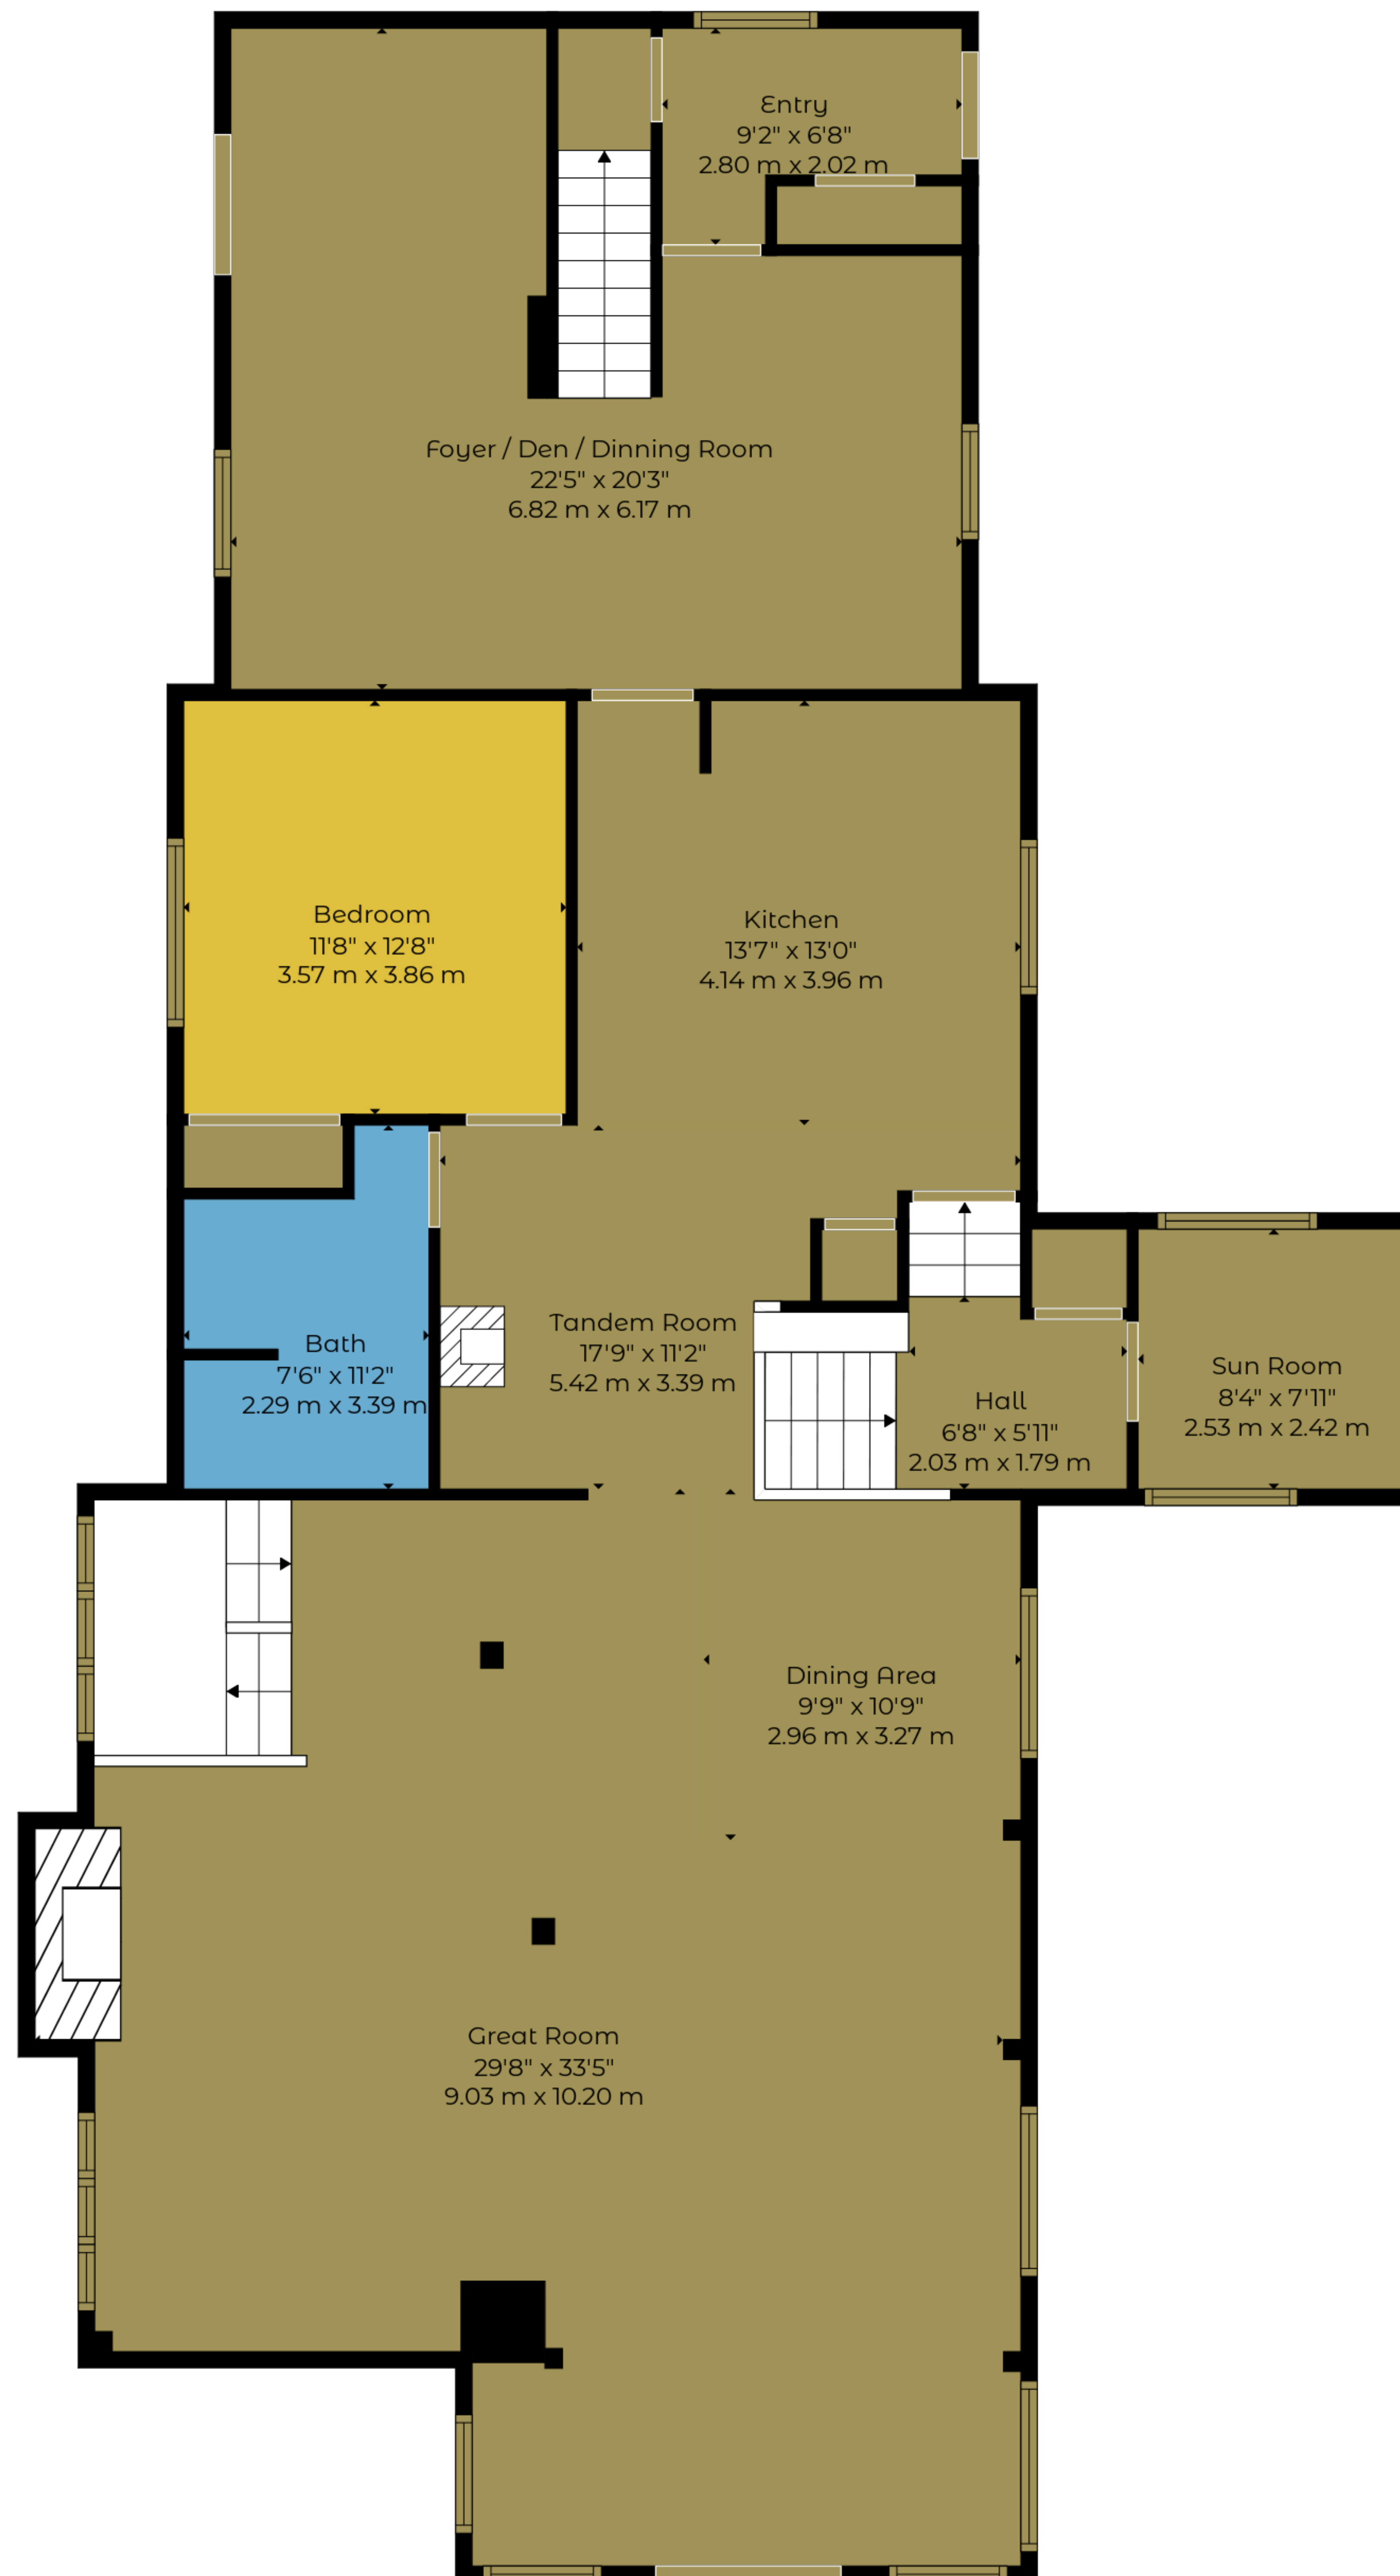 Entry
9'2" x 6'8"
2.80 m x 2.02 m
Foyer / Den / Dinning Room
22'5" x 20'3"
6.82 m x 6.17 m
Bedroom
11'8" x 12'8"
3.57 m x 3.86 m
Kitchen
13'7" x 13'0"
4.14 m x 3.96 m
Tandem Room
17'9" x 11'2"
5.42 m x 3.39 m
Bath
7'6" x 11'2"
2.29 m x 3.39 m
Hall
6'8" x 5'11"
2.03 m x 1.79 m
Sun Room
8'4" x 7'11"
2.53 m x 2.42 m
Dining Area
9'9" x 10'9"
2.96 m x 3.27 m
Great Room
29'8" x 33'5"
9.03 m x 10.20 m